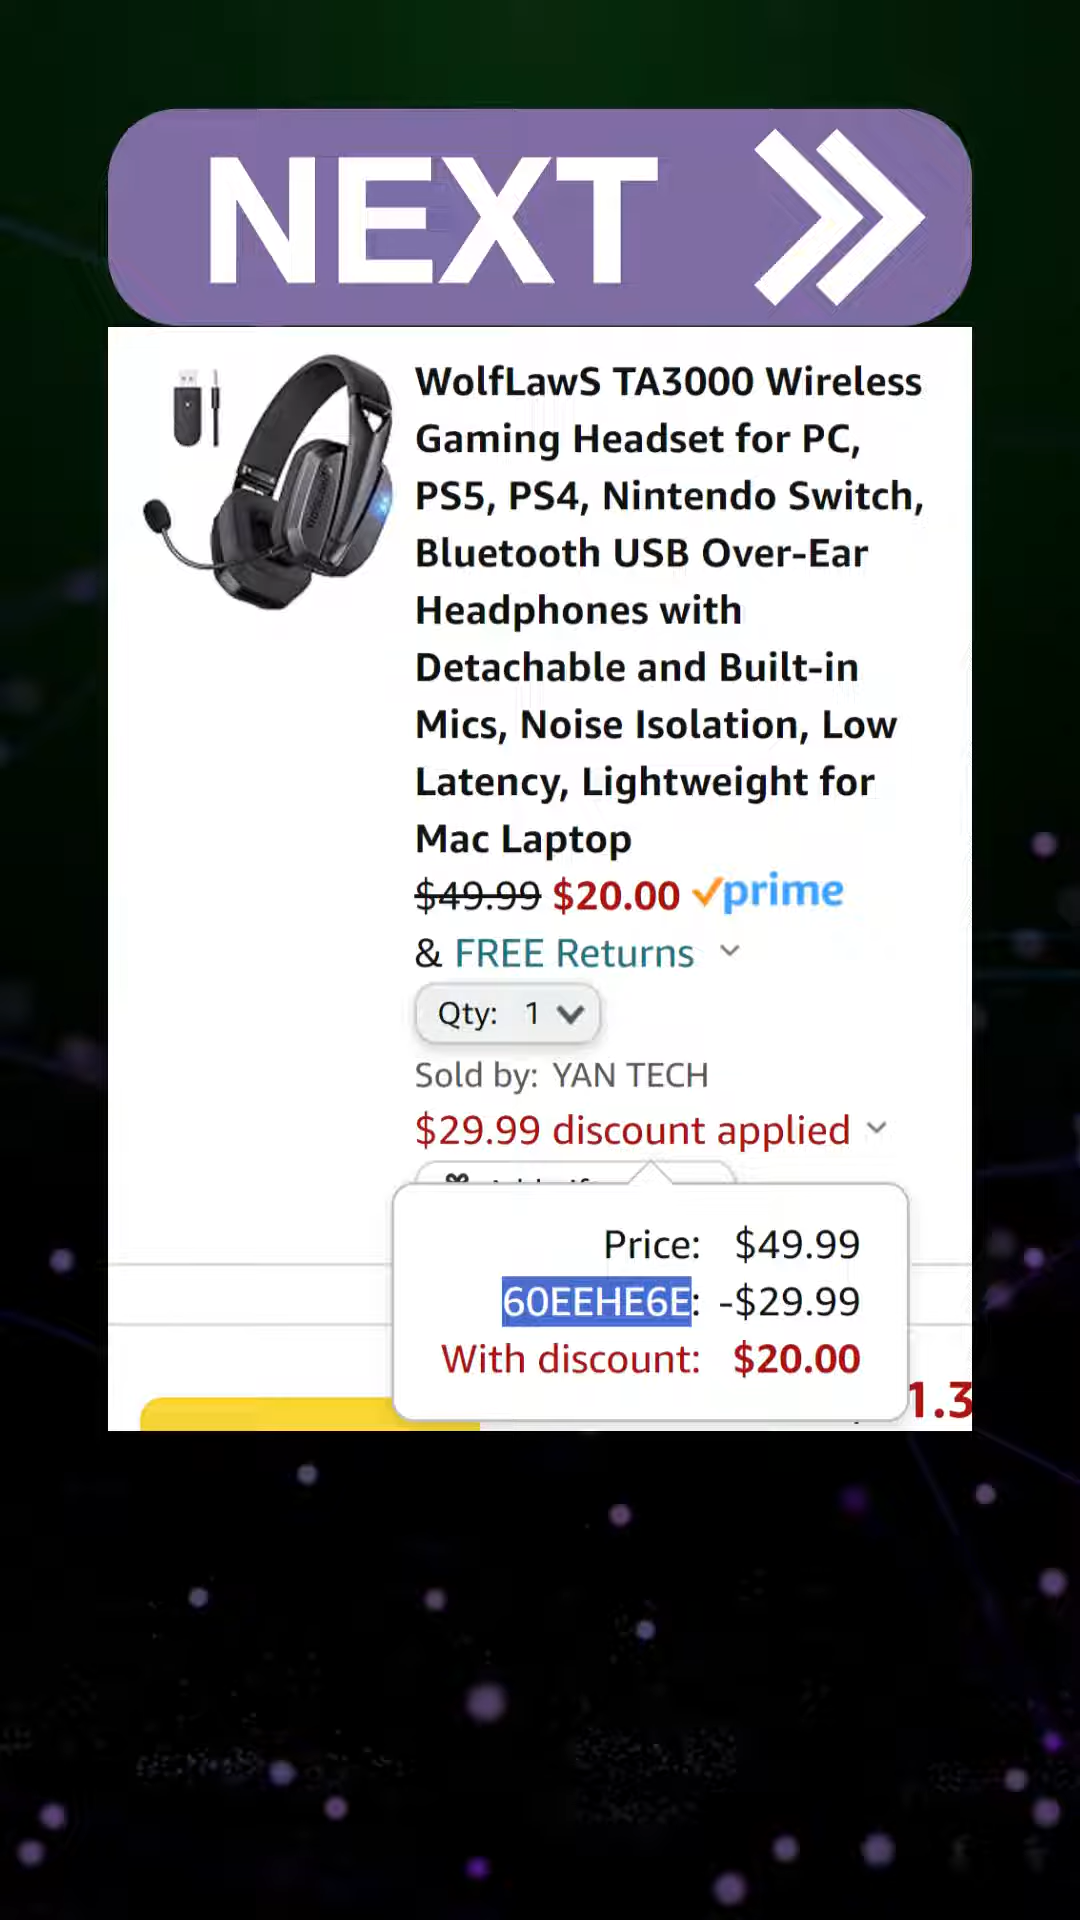 NEXT
WolfLawS TA3000 Wireless
Gaming Headset for PC,
PS5, PS4, Nintendo Switch,
Bluetooth USB Over-Ear
Headphones with
Detachable and Built-in
Mics, Noise Isolation, Low
Latency, Lightweight for
Mac Laptop
$49.99 $20.00 prime
& FREE Returns
Qty: 1
Sold by: YAN TECH
$29.99 discount applied
Price: $49.99
60EEHE6E: -$29.99
With discount: $20.00
1.3